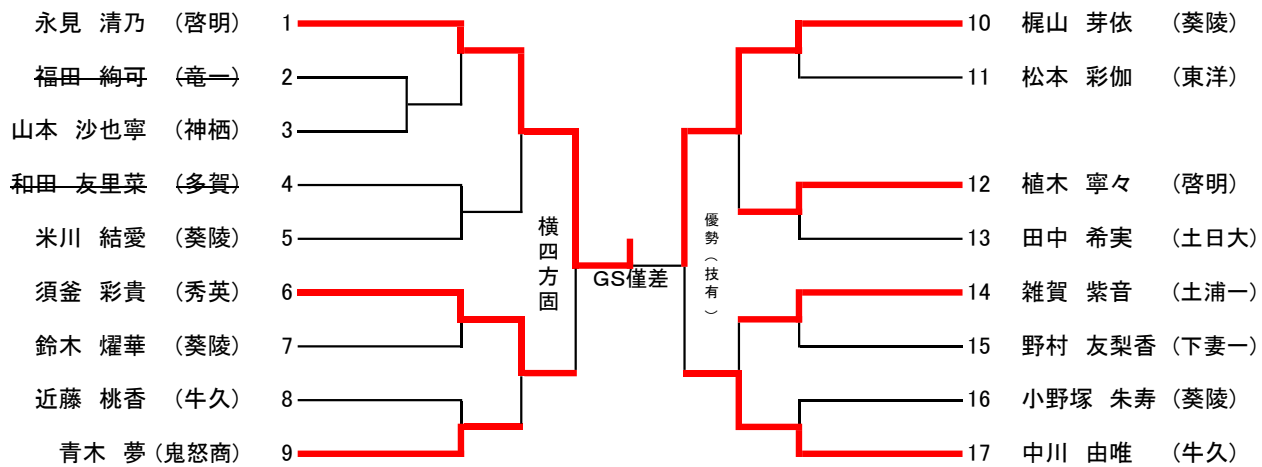 永見 清乃 (啓明) 1
福田 絢可 (竜一) 2
山本 沙也寧 (神栖) 3
和田 友里菜 (多賀) 4
米川 結愛 (葵陵) 5
須釜 彩貴 (秀英) 6
鈴木 燿華 (葵陵) 7
近藤 桃香 (牛久) 8
青木 夢 (鬼怒商) 9
横四方固
GS僅差
優勢(技有)
10 梶山 芽依 (葵陵)
11 松本 彩伽 (東洋)
12 植木 寧々 (啓明)
13 田中 希実 (土日大)
14 雑賀 紫音 (土浦一)
15 野村 友梨香 (下妻一)
16 小野塚 朱寿 (葵陵)
17 中川 由唯 (牛久)